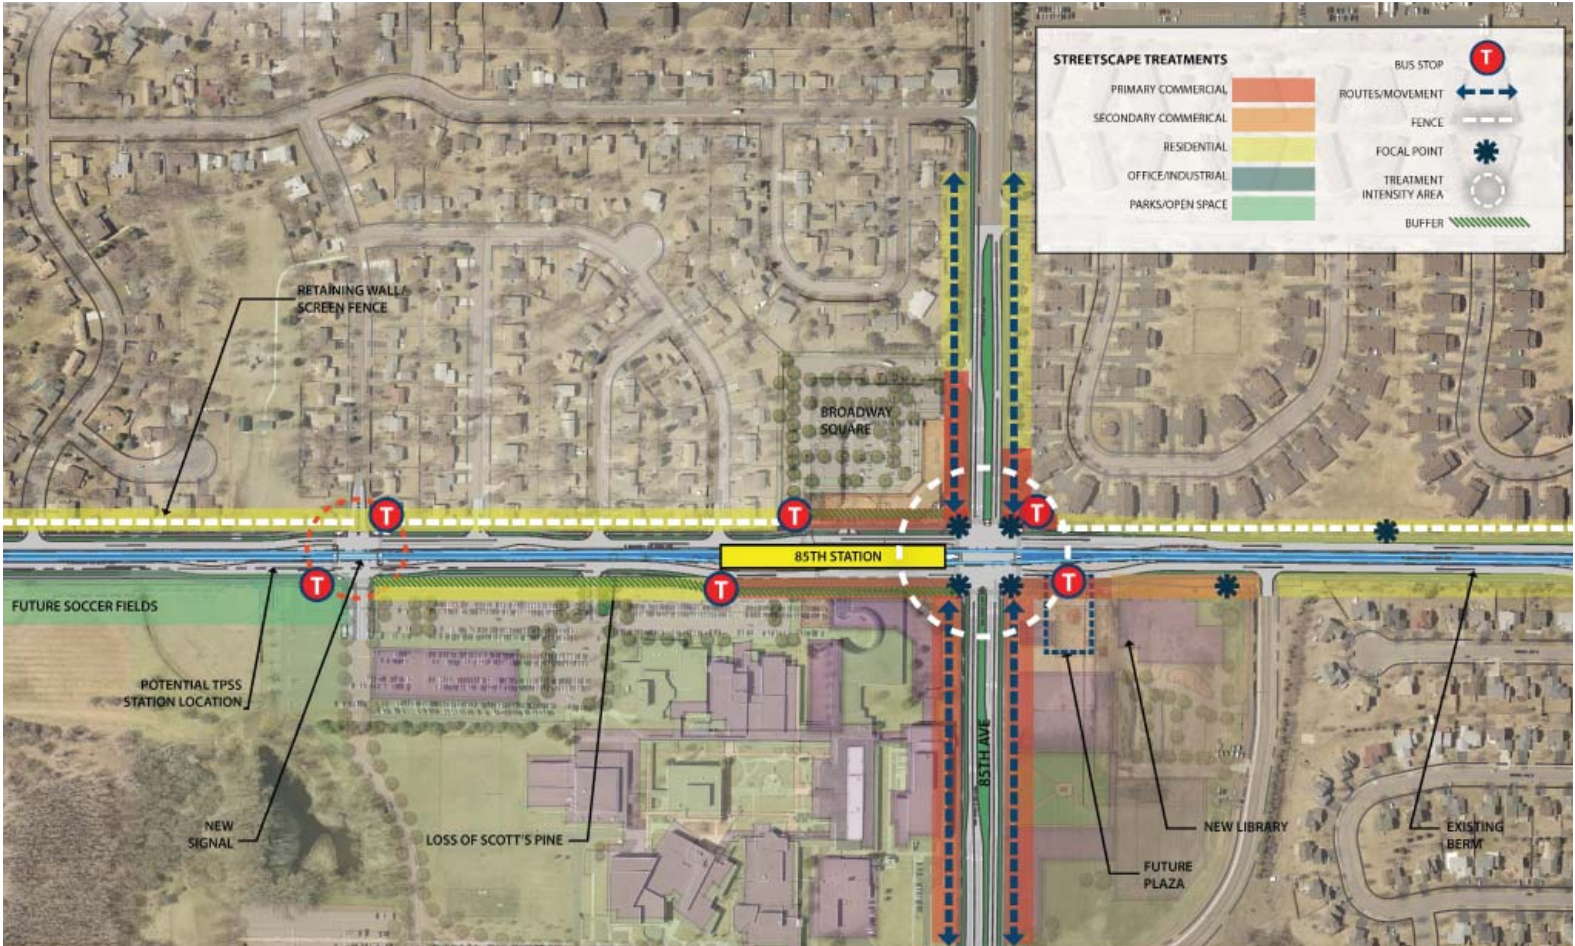 STREETSCAPE TREATMENTS
PRIMARY COMMERCIAL
SECONDARY COMMERICAL
RESIDENTIAL
OFFICE/INDUSTRIAL
PARKS/OPEN SPACE
BUS STOP
T
ROUTES/MOVEMENT
FENCE
FOCAL POINT
TREATMENT
INTENSITY AREA
BUFFER
RETAINING WALL/
SCREEN FENCE
BROADWAY
SQUARE
T
T
T
85TH STATION
T
T
T
FUTURE SOCCER FIELDS
POTENTIAL TPSS
STATION LOCATION
85TH AVE
NEW
SIGNAL
LOSS OF SCOTT'S PINE
NEW LIBRARY
EXISTING
BERM
FUTURE
PLAZA